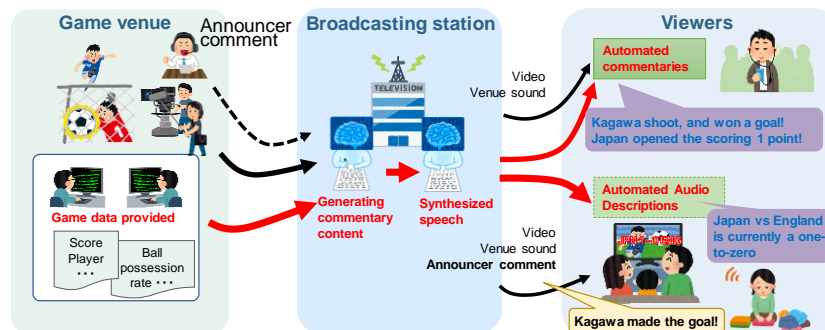 Game venue
Announcer
comment
Game data provided
Score
Player
•••
Ball
possession
rate •••
Broadcasting station
TELEVISION
Generating
commentary
content
Synthesized
speech
Video
Venue sound
Video
Venue sound
Announcer comment
Viewers
Automated
commentaries
Kagawa shoot, and won a goal!
Japan opened the scoring 1 point!
Automated Audio
Descriptions
Japan vs England
is currently a one-
to-zero
Kagawa made the goal!